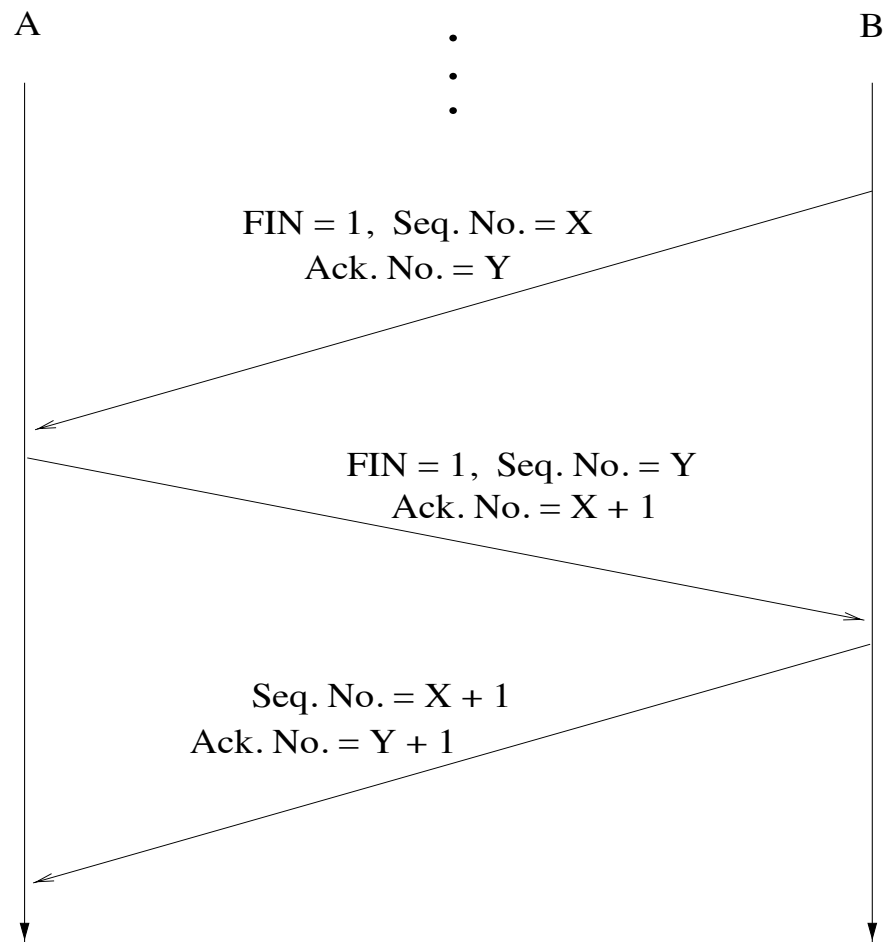 A
B
FIN = 1, Seq. No. = X
Ack. No. = Y
FIN = 1, Seq. No. = Y
Ack. No. = X + 1
Seq. No. = X + 1
Ack. No. = Y + 1